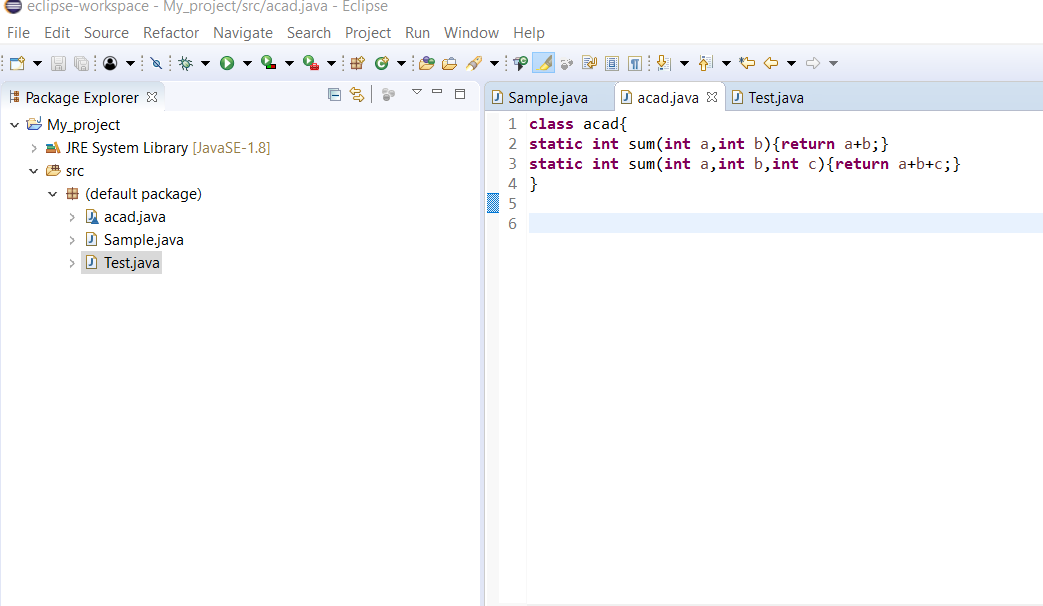 eclipse-workspace - My_project/src/acad.java - Eclipse
File Edit Source Refactor Navigate Search Project Run Window Help
Package Explorer
My_project
JRE System Library [JavaSE-1.8]
src
(default package)
acad.java
Sample.java
Test.java
Sample.java acad.java Test.java
1 class acad{
2 static int sum(int a,int b){return a+b;}
3 static int sum(int a,int b,int c){return a+b+c;}
4 }
5
6